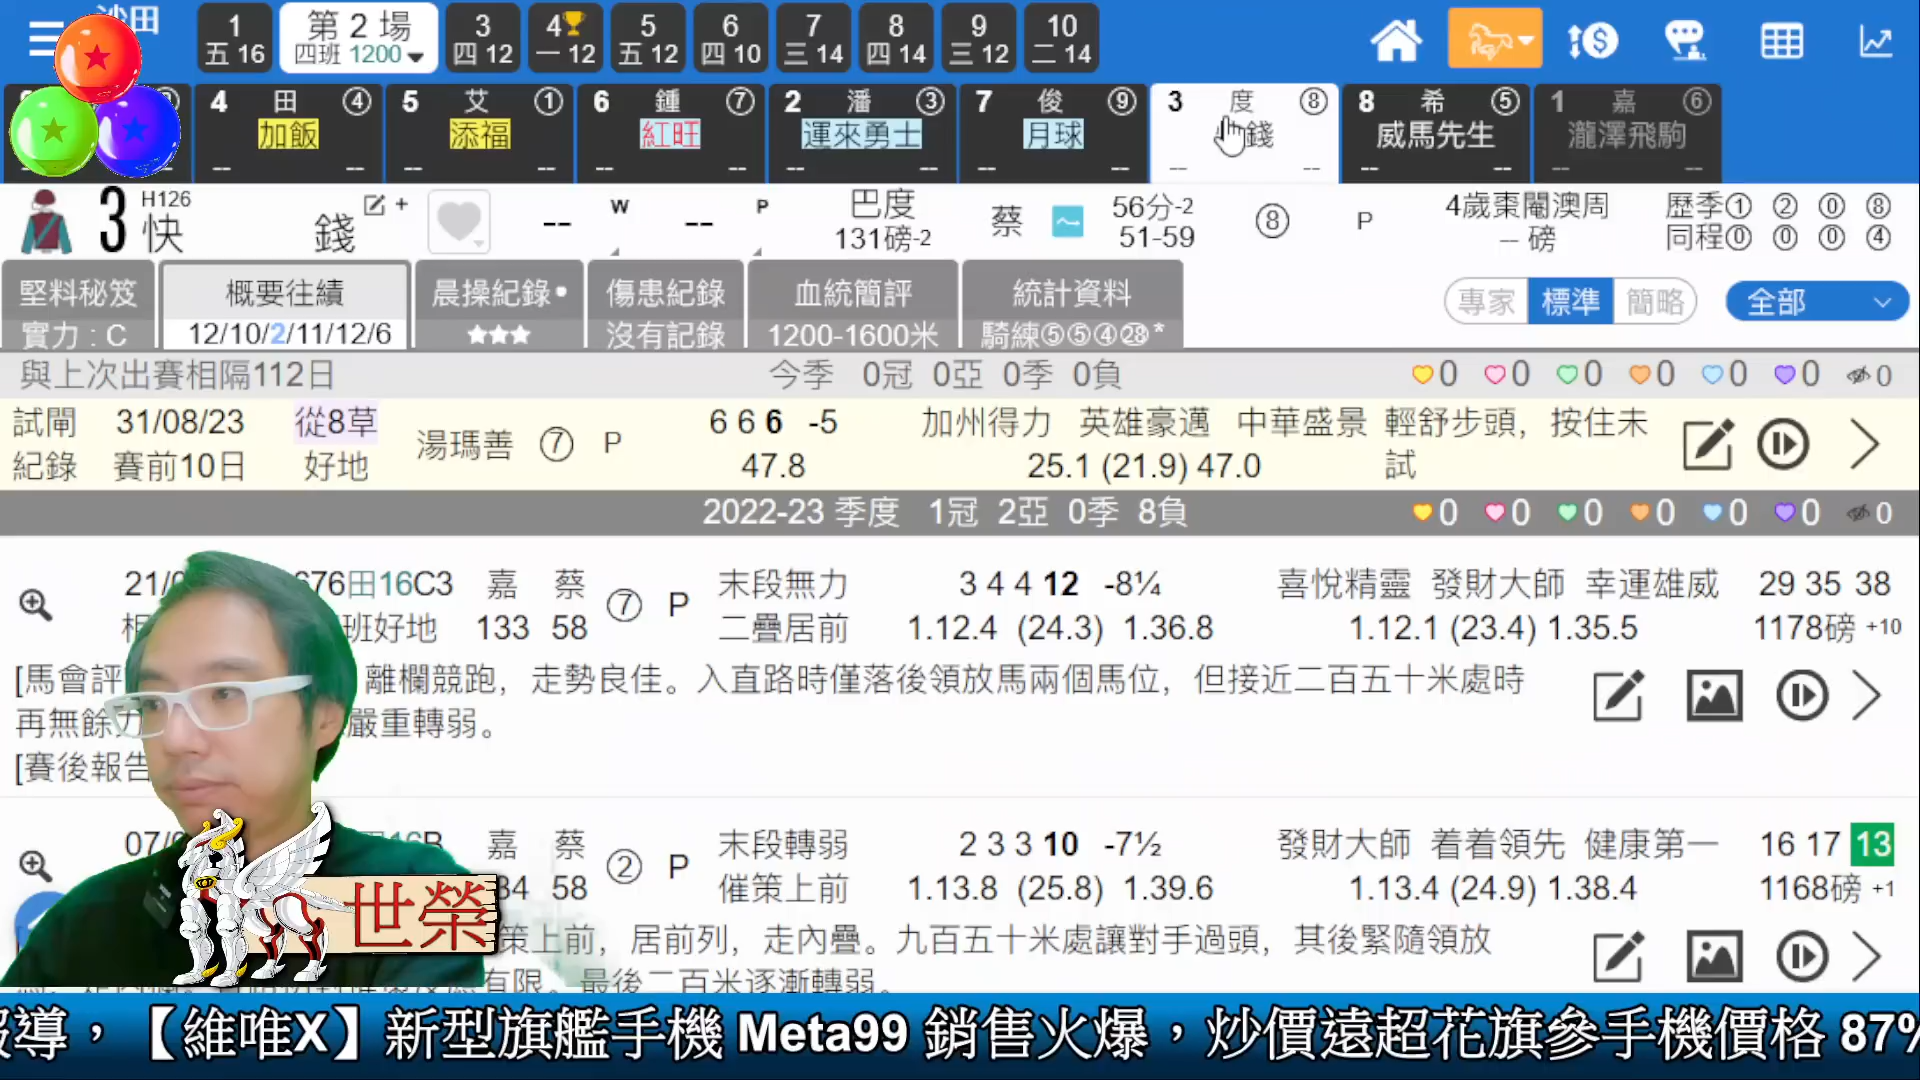 沙田
1
五 16
第 2 場
四班 1200
3
四 12
4
一 12
5
五 12
6
四 10
7
三 14
8
四 14
9
三 12
10
二 14
4 田 ④
加飯
-- --
5 艾 ①
添福
-- --
6 鍾 ⑦
紅旺
-- --
2 潘 ③
運來勇士
-- --
7 俊 ⑨
月球
-- --
3 度 ⑧
錢
-- --
8 希 ⑤
威馬先生
-- --
1 嘉 ⑥
瀧澤飛駒
-- --
3 H126
快 錢 +
-- W -- P
巴度
131磅-2
蔡
56分-2
51-59
⑧ P
4歲棗閹澳周
-- 磅
歷季① ② ⓪ ⑧
同程⓪ ⓪ ⓪ ④
堅料秘笈
實力 : C
概要往績
12/10/2/11/12/6
晨操紀錄•
★★★
傷患紀錄
沒有記錄
血統簡評
1200-1600米
統計資料
騎練⑤⑤④㉘*
專家 標準 簡略
全部
與上次出賽相隔112日 今季 0冠 0亞 0季 0負 0 0 0 0 0 0 0
試閘 31/08/23 從8草 湯瑪善 ⑦ P 6 6 6 -5 加州得力 英雄豪邁 中華盛景 輕舒步頭，按住未
紀錄 賽前10日 好地 47.8 25.1 (21.9) 47.0 試
2022-23 季度 1冠 2亞 0季 8負 0 0 0 0 0 0 0
21/0 676田16C3 嘉 蔡 ⑦ P 末段無力 3 4 4 12 -8¼ 喜悅精靈 發財大師 幸運雄威 29 35 38
相 班好地 133 58 二疊居前 1.12.4 (24.3) 1.36.8 1.12.1 (23.4) 1.35.5 1178磅 +10
[馬會評 離欄競跑，走勢良佳。入直路時僅落後領放馬兩個馬位，但接近二百五十米處時
再無餘力 嚴重轉弱。
[賽後報告
07/0 16B 嘉 蔡 ② P 末段轉弱 2 3 3 10 -7½ 發財大師 着着領先 健康第一 16 17 13
34 58 催策上前 1.13.8 (25.8) 1.39.6 1.13.4 (24.9) 1.38.4 1168磅 +1
策上前，居前列，走內疊。九百五十米處讓對手過頭，其後緊隨領放
有限。最後二百米逐漸轉弱。
世榮
報導，【維唯X】新型旗艦手機 Meta99 銷售火爆，炒價遠超花旗參手機價格 87%